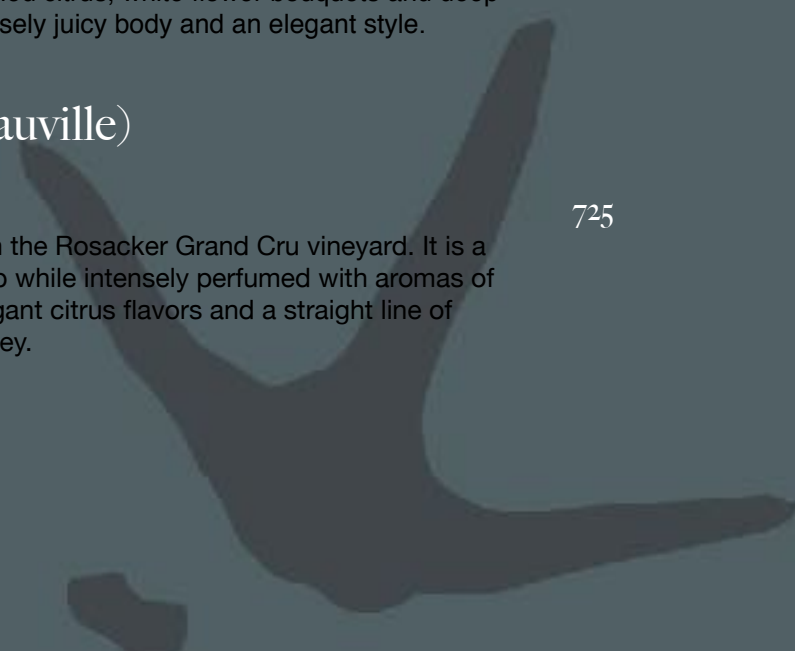 sely juicy body and an elegant style.
auville)
725
the Rosacker Grand Cru vineyard. It is a
while intensely perfumed with aromas of
gant citrus flavors and a straight line of
ey.